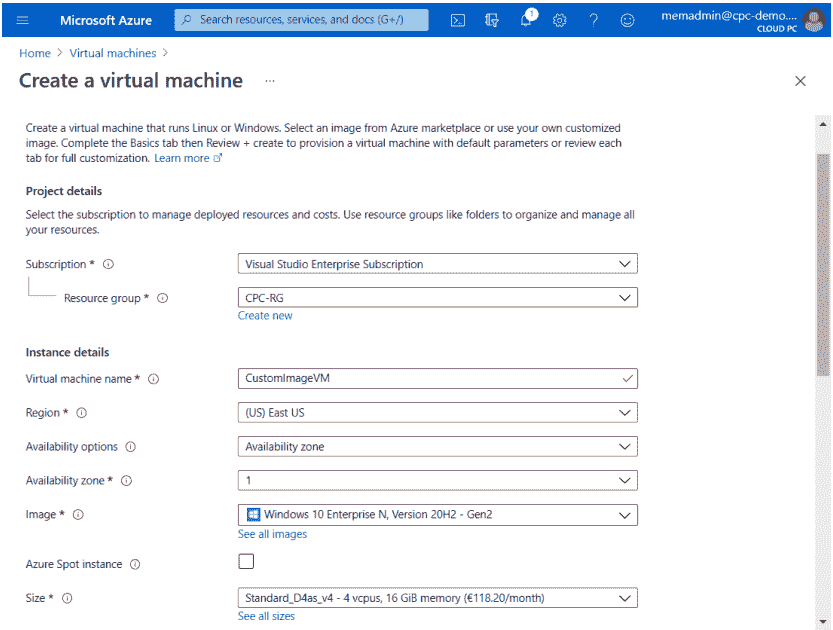 Microsoft Azure
Search resources, services, and docs (G+/)
1
memadmin@cpc-demo....
CLOUD PC
Home > Virtual machines >
Create a virtual machine ...
Create a virtual machine that runs Linux or Windows. Select an image from Azure marketplace or use your own customized
image. Complete the Basics tab then Review + create to provision a virtual machine with default parameters or review each
tab for full customization. Learn more
Project details
Select the subscription to manage deployed resources and costs. Use resource groups like folders to organize and manage all
your resources.
Subscription * Visual Studio Enterprise Subscription
Resource group * CPC-RG
Create new
Instance details
Virtual machine name * CustomImageVM
Region * (US) East US
Availability options Availability zone
Availability zone * 1
Image * Windows 10 Enterprise N, Version 20H2 - Gen2
See all images
Azure Spot instance
Size * Standard_D4as_v4 - 4 vcpus, 16 GiB memory (€118.20/month)
See all sizes